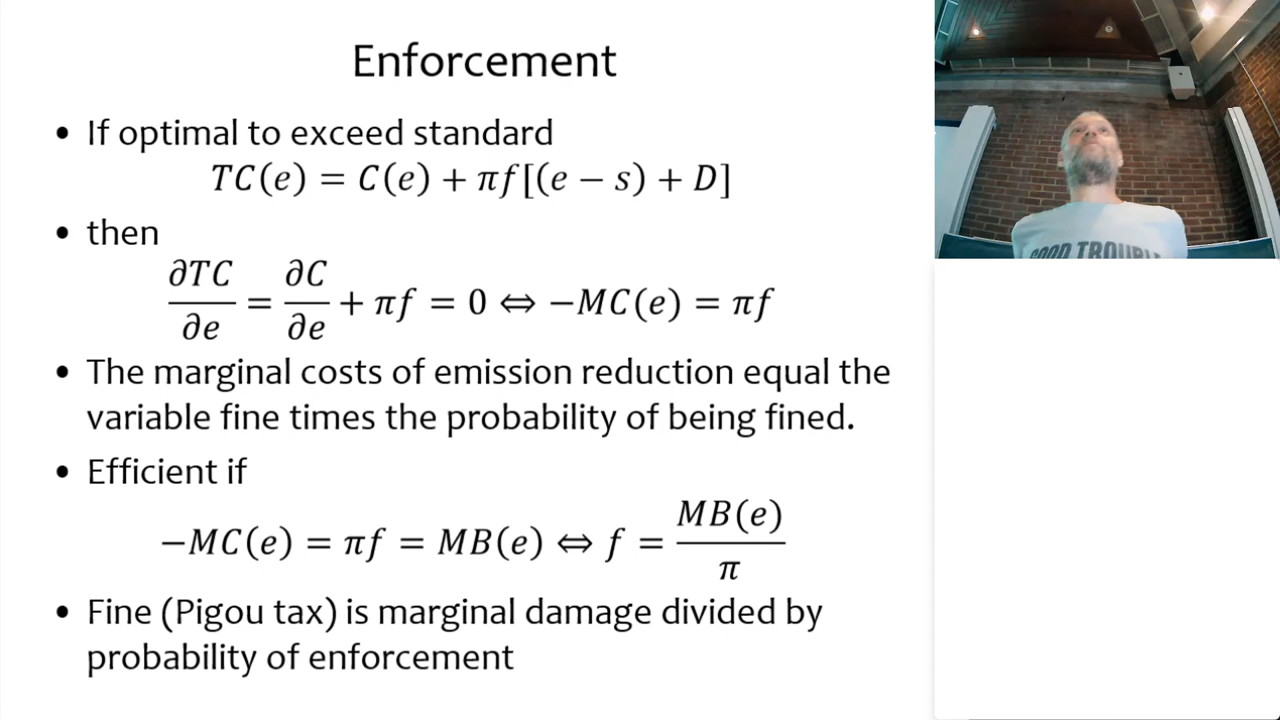 Enforcement
• If optimal to exceed standard
TC(e) = C(e) + πf[(e − s) + D]
• then
∂TC/∂e = ∂C/∂e + πf = 0 ⇔ −MC(e) = πf
• The marginal costs of emission reduction equal the
variable fine times the probability of being fined.
• Efficient if
−MC(e) = πf = MB(e) ⇔ f = MB(e)/π
• Fine (Pigou tax) is marginal damage divided by
probability of enforcement
GOOD TROUBL